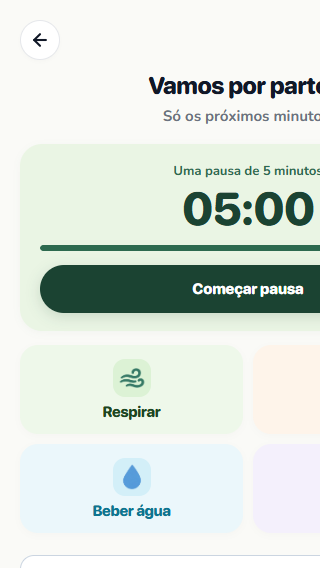 Vamos por parte
Só os próximos minuto
Uma pausa de 5 minutos
05:00
Começar pausa
Respirar
Beber água